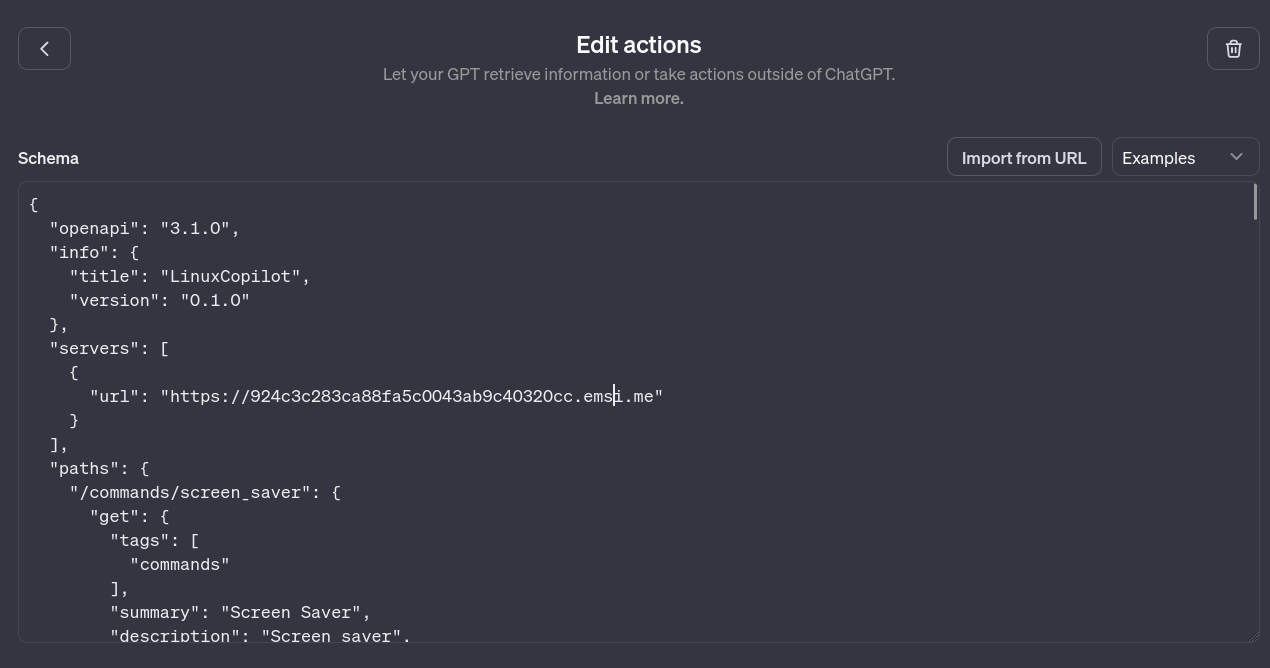 Edit actions
Let your GPT retrieve information or take actions outside of ChatGPT.
Learn more.
Schema
Import from URL
Examples
{
  "openapi": "3.1.0",
  "info": {
    "title": "LinuxCopilot",
    "version": "0.1.0"
  },
  "servers": [
    {
      "url": "https://924c3c283ca88fa5c0043ab9c40320cc.emsi.me"
    }
  ],
  "paths": {
    "/commands/screen_saver": {
      "get": {
        "tags": [
          "commands"
        ],
        "summary": "Screen Saver",
        "description": "Screen saver",